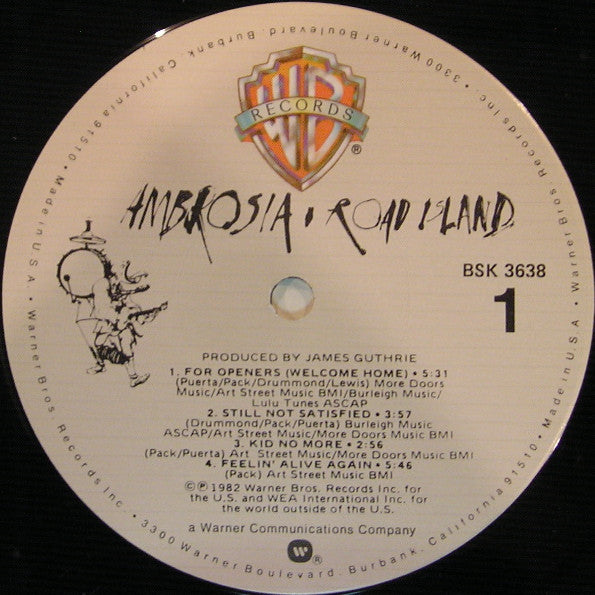 WB
RECORDS
®
AMBROSIA • ROAD ISLAND
BSK 3638
1
PRODUCED BY JAMES GUTHRIE
1. FOR OPENERS (WELCOME HOME) • 5:31
(Puerta/Pack/Drummond/Lewis) More Doors
Music/Art Street Music BMI/Burleigh Music/
Lulu Tunes ASCAP
2. STILL NOT SATISFIED • 3:57
(Drummond/Pack/Puerta) Burleigh Music
ASCAP/Art Street Music/More Doors Music BMI
3. KID NO MORE • 2:56
(Pack/Puerta) Art Street Music/More Doors Music BMI
4. FEELIN' ALIVE AGAIN • 5:46
(Pack) Art Street Music BMI
©℗1982 Warner Bros. Records Inc. for
the U.S. and WEA International Inc. for
the world outside of the U.S.
a Warner Communications Company
W®
Warner Bros. Records Inc. • 3300 Warner Boulevard, Burbank, California 91510 • Made in U.S.A. • Warner Bros. Records Inc. • 3300 Warner Boulevard, Burbank, California 91510 • Made in U.S.A •